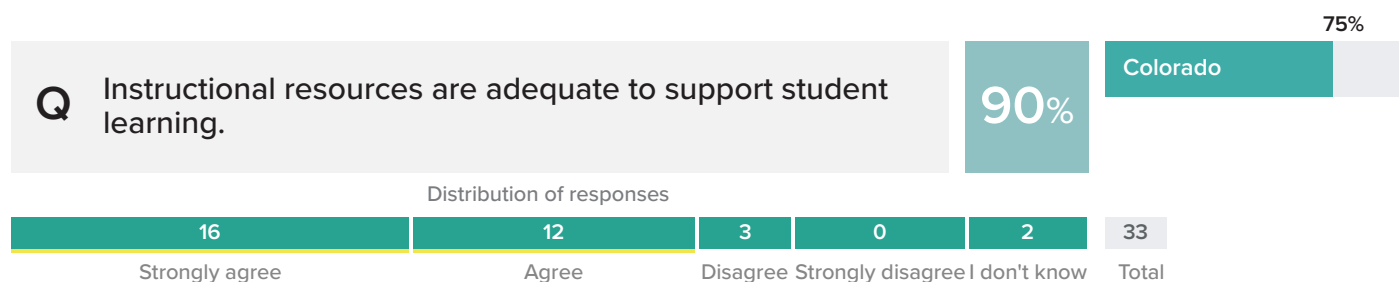 75%
Q Instructional resources are adequate to support student
learning.
90%
Colorado
Distribution of responses
16 12 3 0 2 33
Strongly agree Agree Disagree Strongly disagree I don't know Total